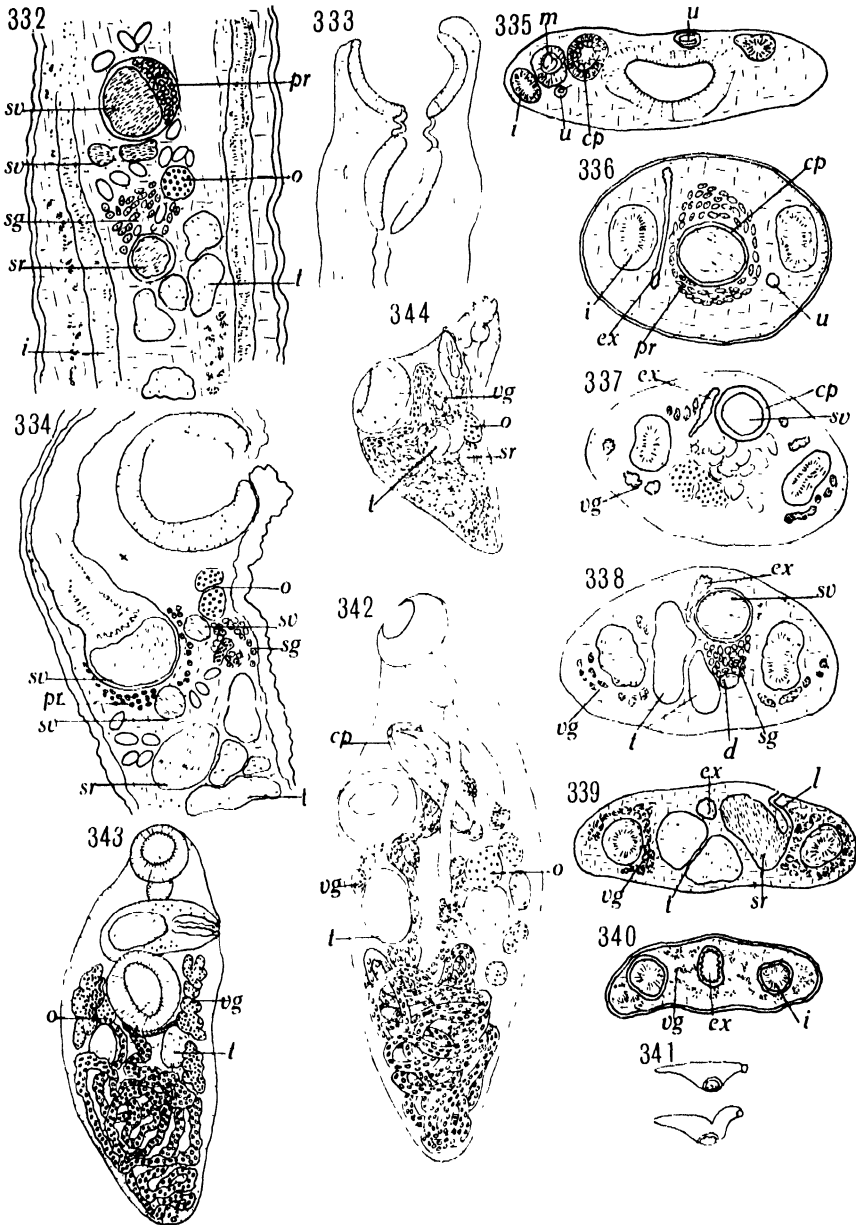 332
pr
sv
sv
o
sg
sr
t
i
333
335
m
u
u
i
cp
336
cp
i
ex
pr
u
344
vg
o
sr
t
337
ex
cp
sv
vg
334
o
sv
sg
sv
pr
sv
sr
t
338
ex
sv
vg
t
d
sg
342
cp
vg
o
t
339
ex
l
vg
t
sr
343
vg
o
t
340
vg
ex
i
341